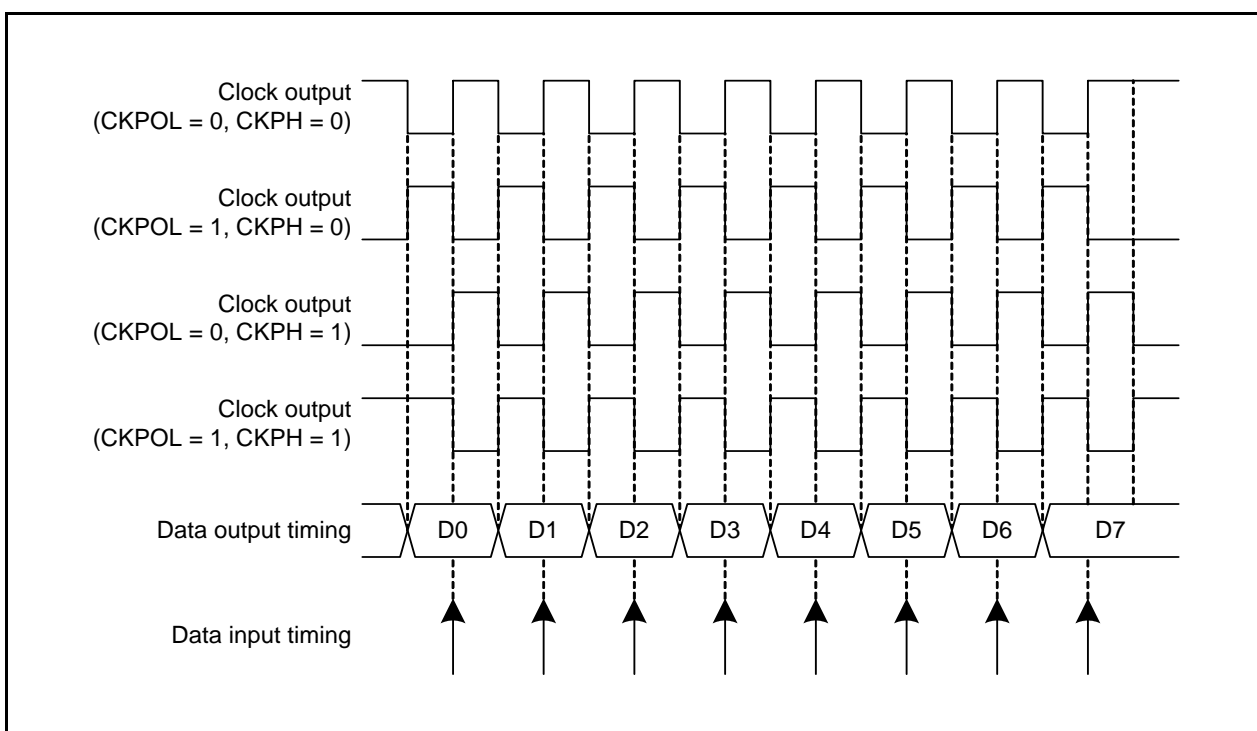 Clock output
(CKPOL = 0, CKPH = 0)
Clock output
(CKPOL = 1, CKPH = 0)
Clock output
(CKPOL = 0, CKPH = 1)
Clock output
(CKPOL = 1, CKPH = 1)
Data output timing D0 D1 D2 D3 D4 D5 D6 D7
Data input timing